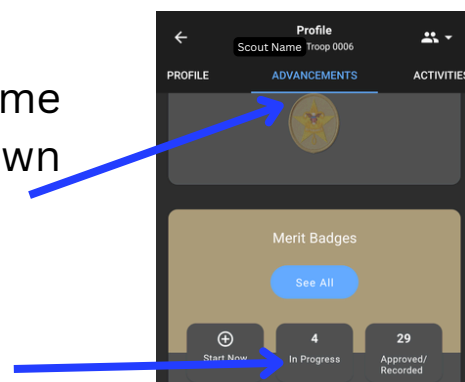 me
wn
Profile
Scout Name Troop 0006
PROFILE ADVANCEMENTS ACTIVITIES
Merit Badges
See All
4 29
Start Now In Progress Approved/
Recorded